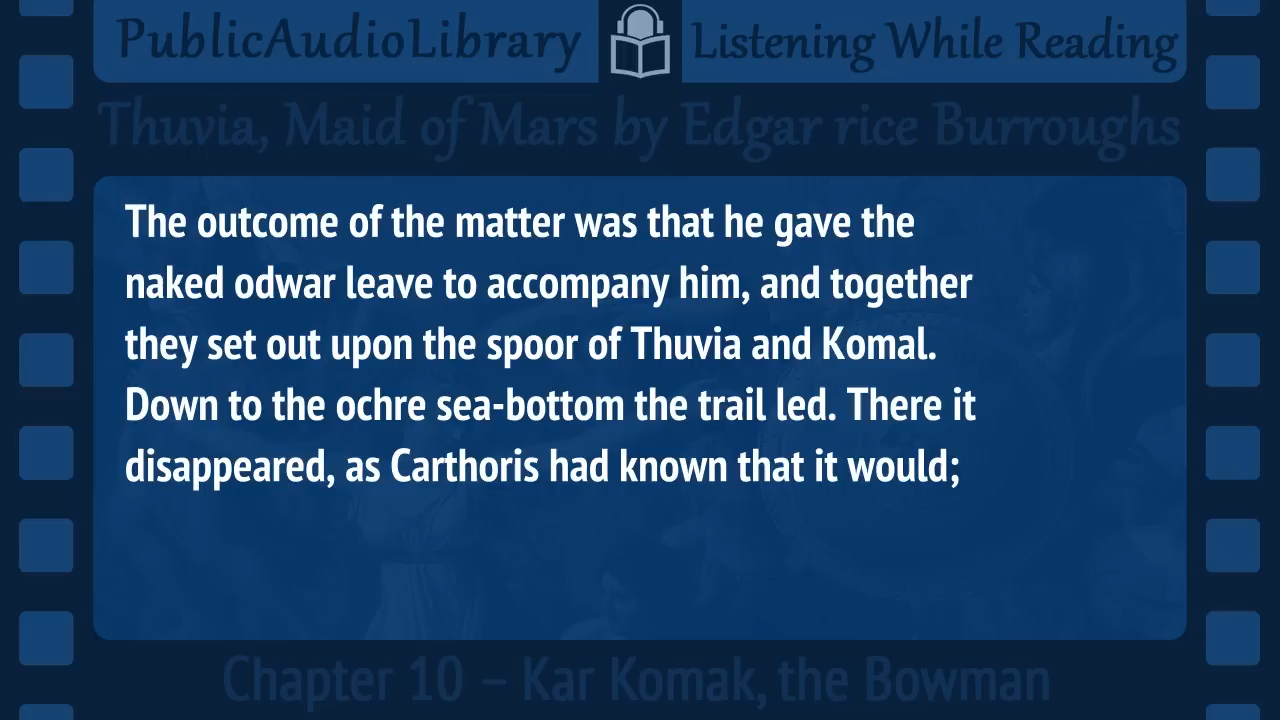 PublicAudioLibrary Listening While Reading
Thuvia, Maid of Mars by Edgar rice Burroughs
The outcome of the matter was that he gave the
naked odwar leave to accompany him, and together
they set out upon the spoor of Thuvia and Komal.
Down to the ochre sea-bottom the trail led. There it
disappeared, as Carthoris had known that it would;
Chapter 10 – Kar Komak, the Bowman